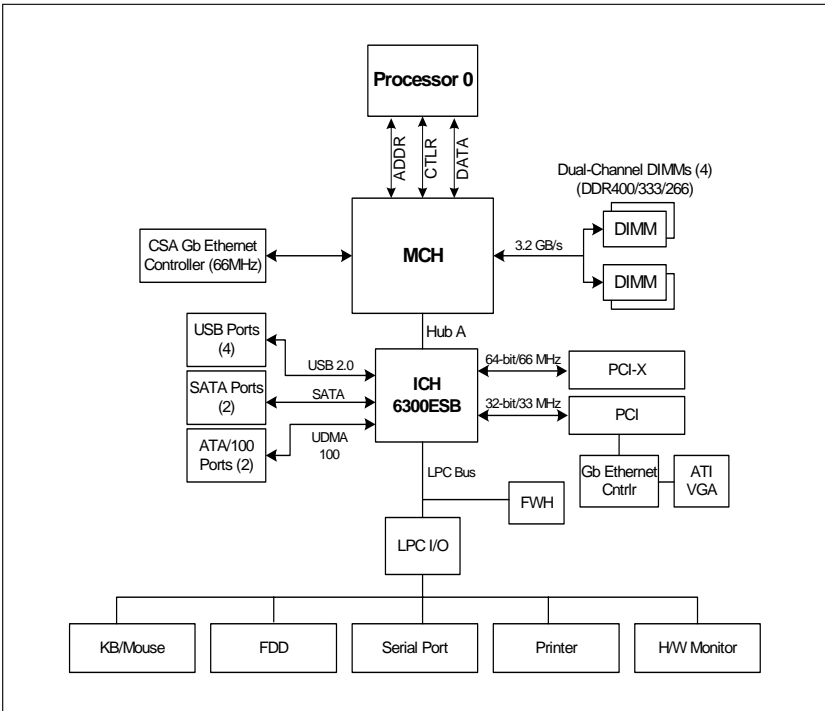 Processor 0
ADDR
CTLR
DATA
Dual-Channel DIMMs (4)
(DDR400/333/266)
DIMM
DIMM
CSA Gb Ethernet
Controller (66MHz)
MCH
3.2 GB/s
Hub A
USB Ports
(4)
USB 2.0
SATA Ports
(2)
SATA
ATA/100
Ports (2)
UDMA
100
ICH
6300ESB
64-bit/66 MHz
PCI-X
32-bit/33 MHz
PCI
Gb Ethernet
Cntrlr
ATI
VGA
LPC Bus
FWH
LPC I/O
KB/Mouse
FDD
Serial Port
Printer
H/W Monitor